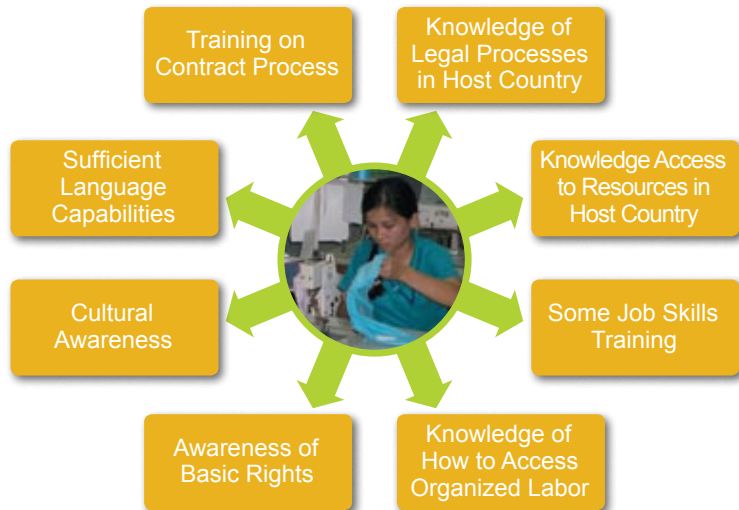 Training on
Contract Process
Knowledge of
Legal Processes
in Host Country
Sufficient
Language
Capabilities
Knowledge Access
to Resources in
Host Country
Cultural
Awareness
Some Job Skills
Training
Awareness of
Basic Rights
Knowledge of
How to Access
Organized Labor